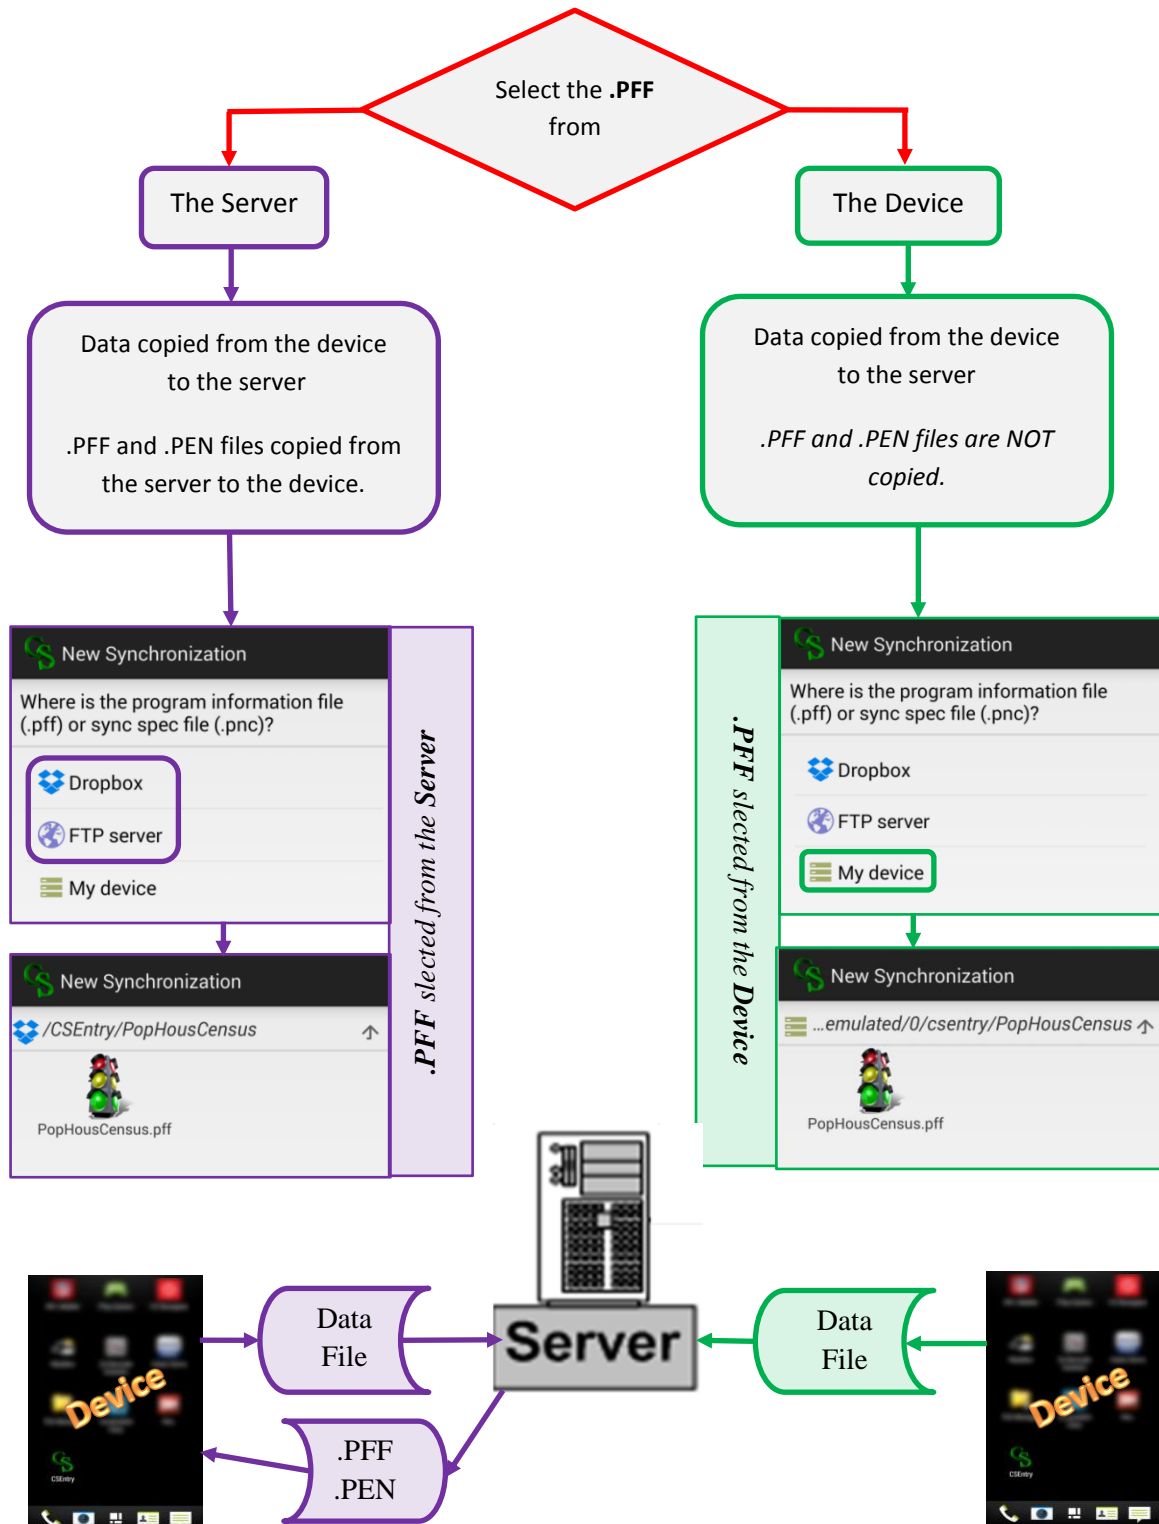 Select the .PFF
from
The Server
The Device
Data copied from the device
to the server
.PFF and .PEN files copied from
the server to the device.
Data copied from the device
to the server
.PFF and .PEN files are NOT
copied.
New Synchronization
Where is the program information file
(.pff) or sync spec file (.pnc)?
Dropbox
FTP server
My device
.PFF slected from the Server
New Synchronization
/CSEntry/PopHousCensus
PopHousCensus.pff
.PFF slected from the Device
New Synchronization
Where is the program information file
(.pff) or sync spec file (.pnc)?
Dropbox
FTP server
My device
New Synchronization
...emulated/0/csentry/PopHousCensus
PopHousCensus.pff
Device
CSEntry
Data
File
.PFF
.PEN
Server
Data
File
Device
CSEntry